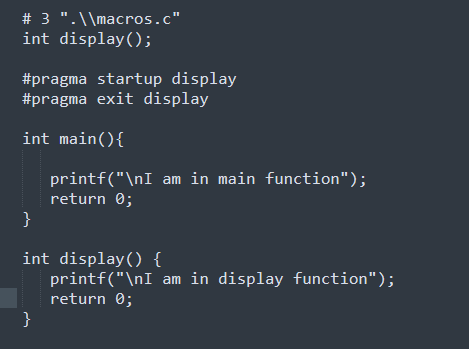 # 3 ".\\macros.c"
int display();
#pragma startup display
#pragma exit display
int main(){
printf("\nI am in main function");
return 0;
}
int display() {
printf("\nI am in display function");
return 0;
}